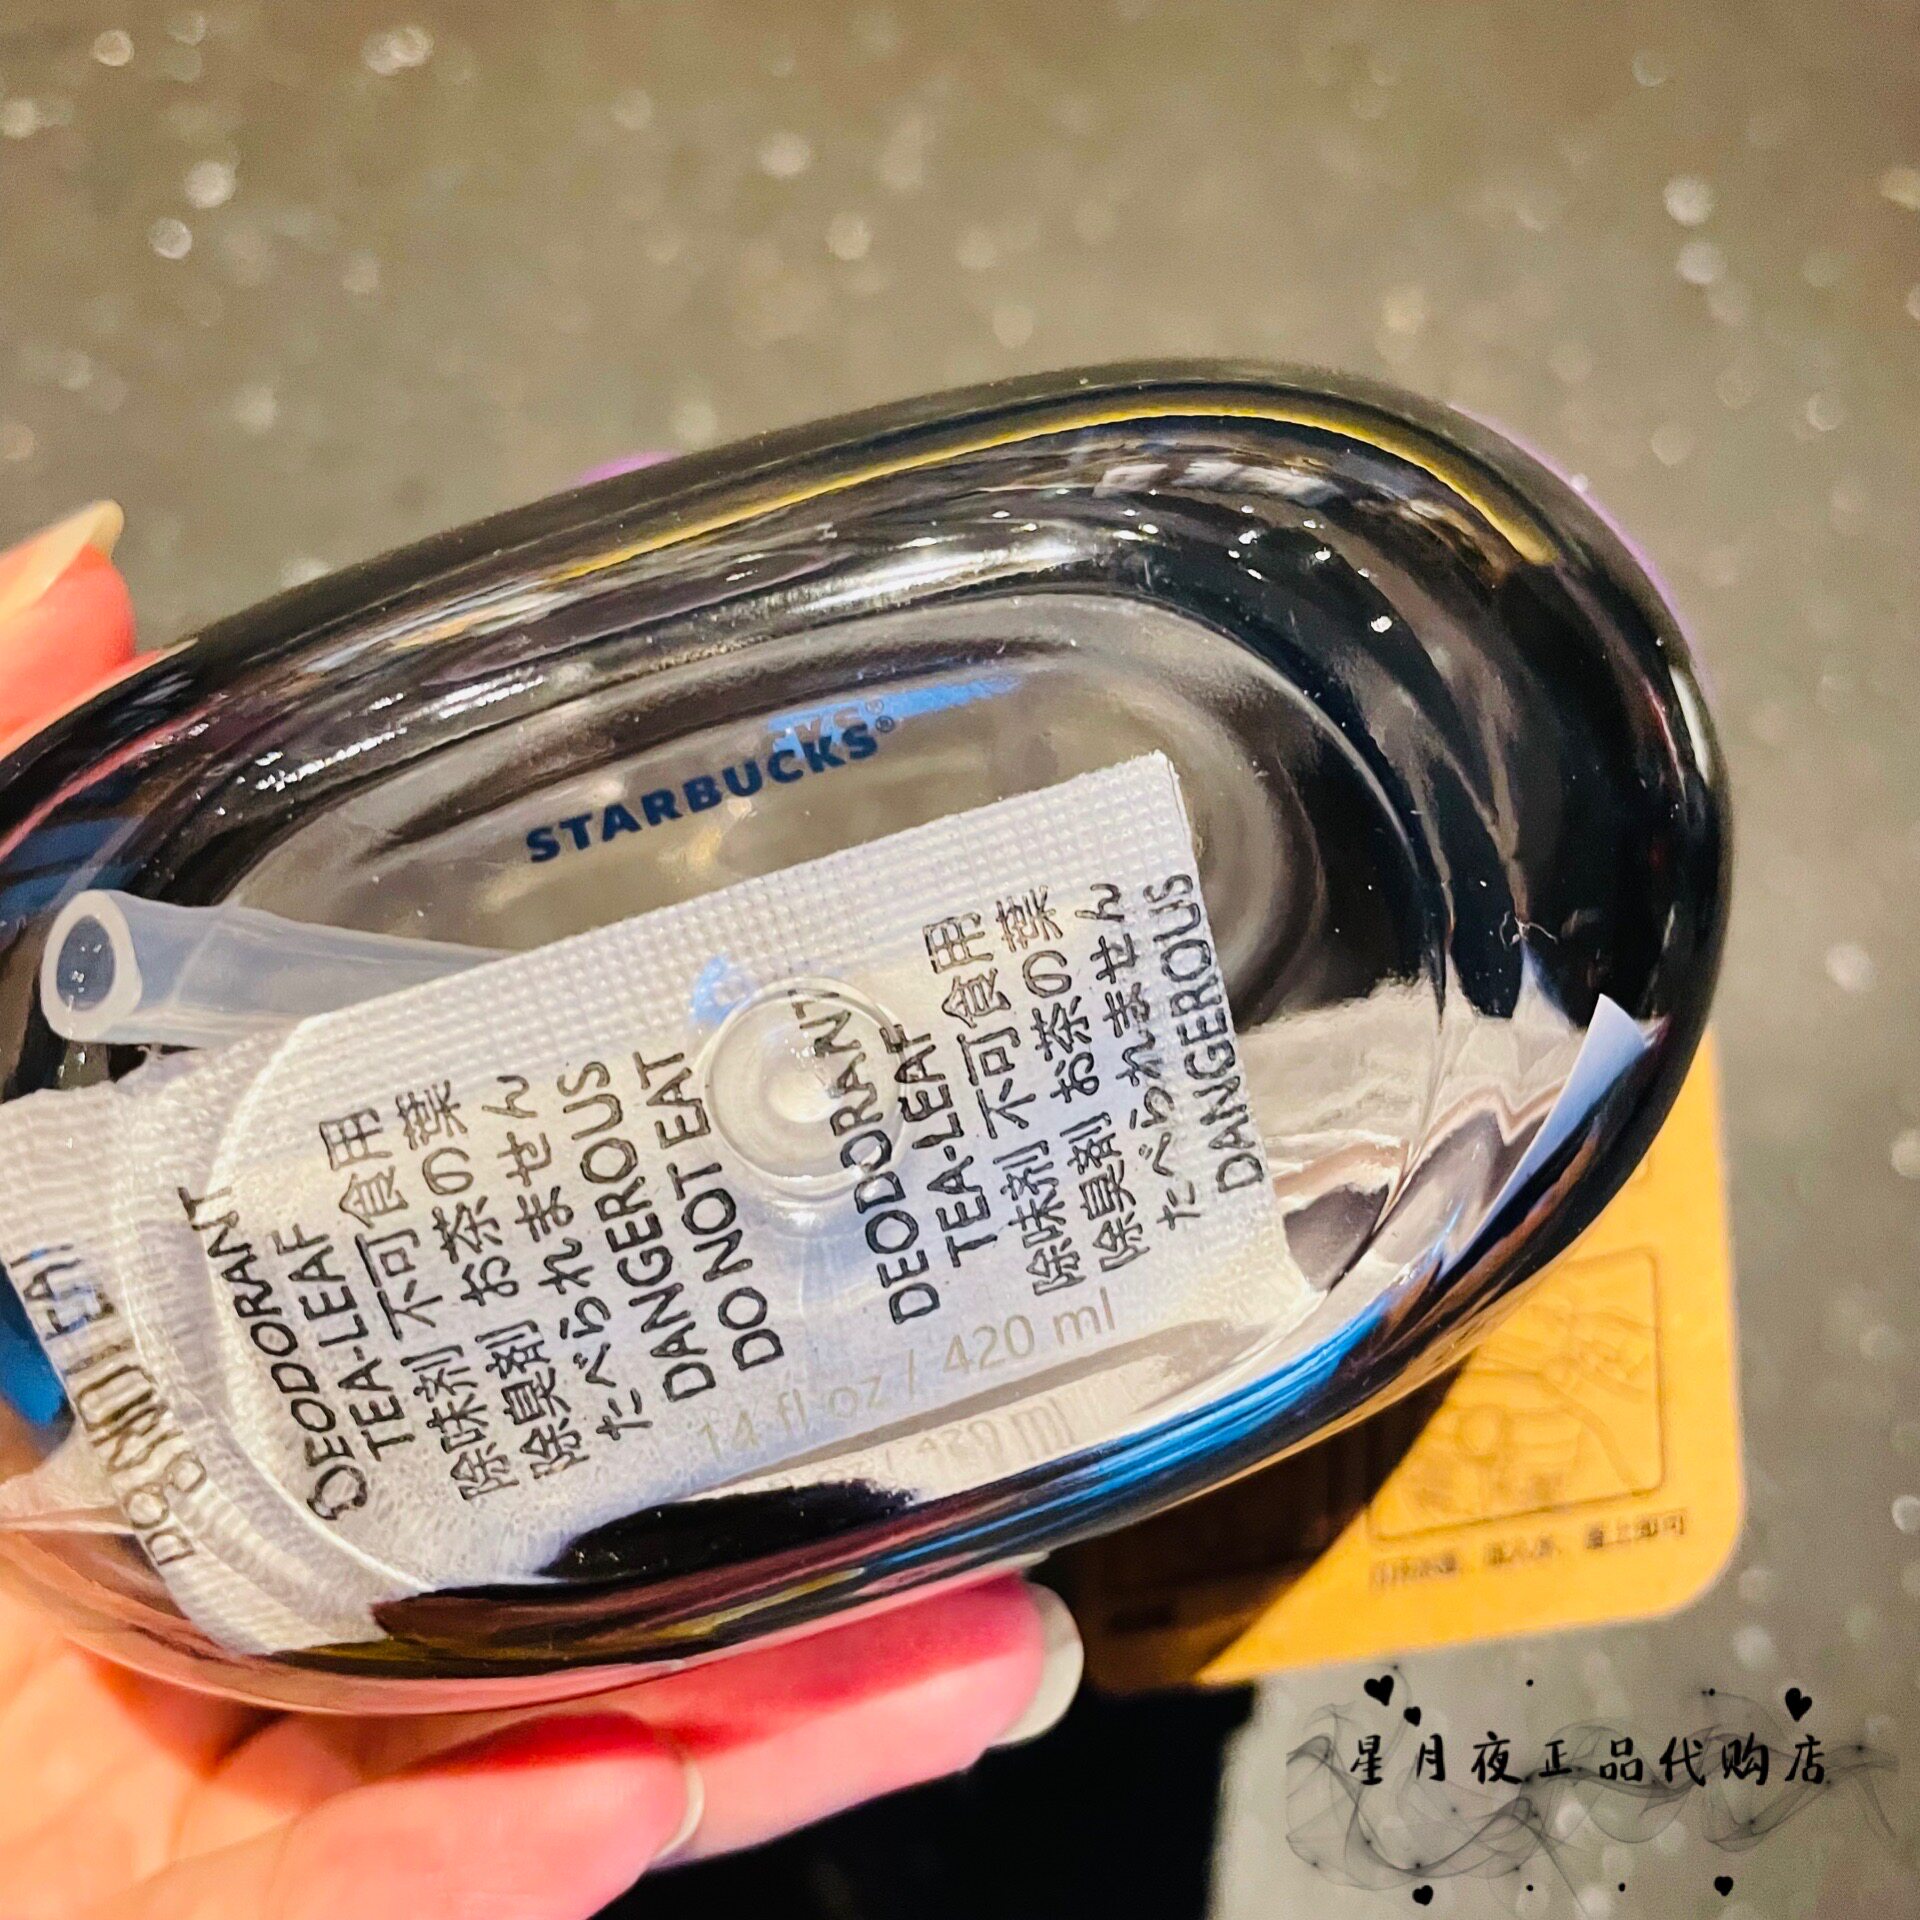 STARBUCKS®
DEODORANT
TEA-LEAF
除味剤 不可食用
除臭剤 お茶の葉
たべられません
DANGEROUS
DO NOT EAT
DEODORANT
TEA-LEAF
除味剤 不可食用
除臭剤 お茶の葉
たべられません
DANGEROUS
14 fl oz / 420 ml
星月夜正品代购店